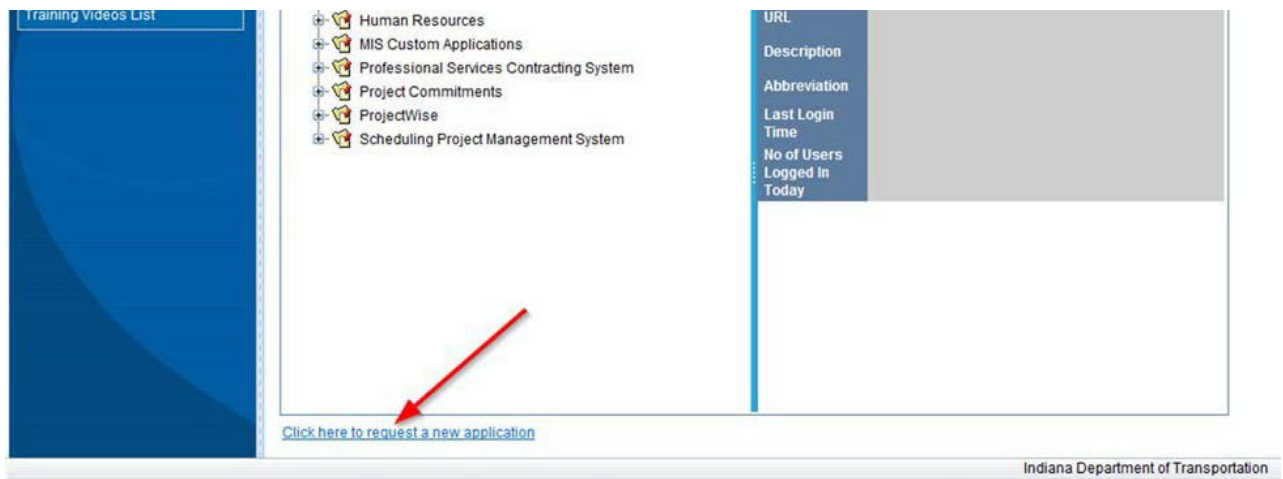 Training Videos List
Human Resources
MIS Custom Applications
Professional Services Contracting System
Project Commitments
ProjectWise
Scheduling Project Management System
URL
Description
Abbreviation
Last Login
Time
No of Users
Logged In
Today
Click here to request a new application
Indiana Department of Transportation